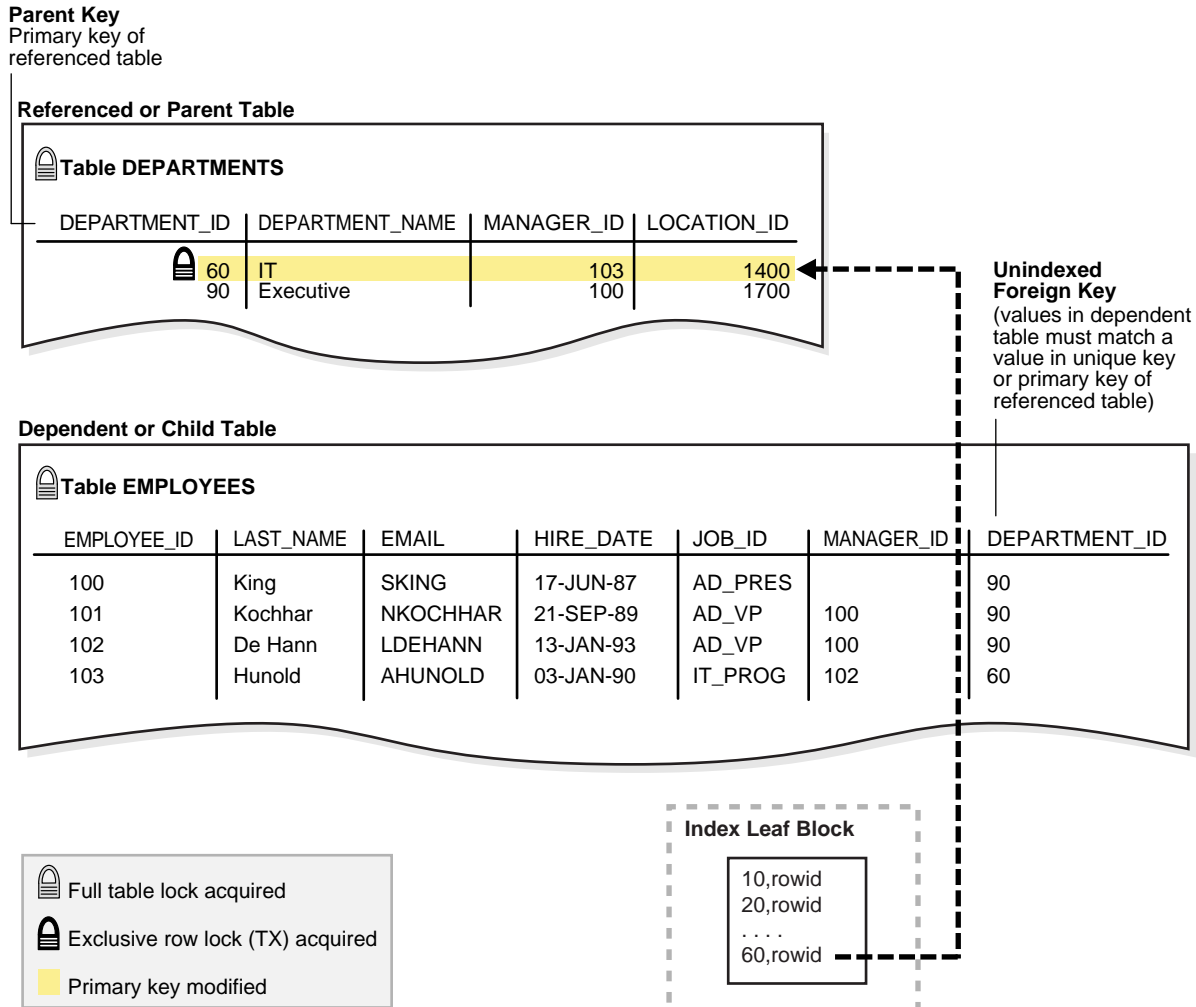 Parent Key
Primary key of
referenced table
Referenced or Parent Table
Table DEPARTMENTS
DEPARTMENT_ID DEPARTMENT_NAME MANAGER_ID LOCATION_ID
60 IT 103 1400
90 Executive 100 1700
Unindexed
Foreign Key
(values in dependent
table must match a
value in unique key
or primary key of
referenced table)
Dependent or Child Table
Table EMPLOYEES
EMPLOYEE_ID LAST_NAME EMAIL HIRE_DATE JOB_ID MANAGER_ID DEPARTMENT_ID
100 King SKING 17-JUN-87 AD_PRES 90
101 Kochhar NKOCHHAR 21-SEP-89 AD_VP 100 90
102 De Hann LDEHANN 13-JAN-93 AD_VP 100 90
103 Hunold AHUNOLD 03-JAN-90 IT_PROG 102 60
Full table lock acquired
Exclusive row lock (TX) acquired
Primary key modified
Index Leaf Block
10,rowid
20,rowid
. . . .
60,rowid